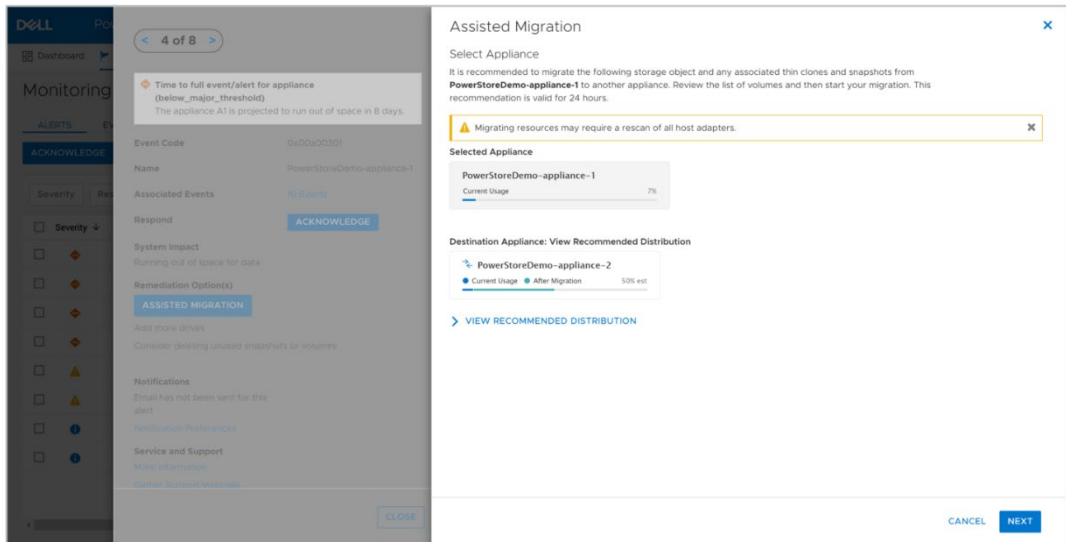 DELL
Po
Dashboard
Monitoring
ALERTS EV
ACKNOWLEDGE
Severity Res
Severity
< 4 of 8 >
Time to full event/alert for appliance
(below_major_threshold)
The appliance A1 is projected to run out of space in 8 days.
Event Code 0x00a00301
Name PowerStoreDemo-appliance-1
Associated Events
Respond ACKNOWLEDGE
System Impact
Running out of space for data
Remediation Option(s)
ASSISTED MIGRATION
Add more drives
Consider deleting unused snapshots or volumes
Notifications
Email has not been sent for this
alert
Notification Preferences
Service and Support
More Information
Gather Support Materials
CLOSE
Assisted Migration
Select Appliance
It is recommended to migrate the following storage object and any associated thin clones and snapshots from
PowerStoreDemo-appliance-1 to another appliance. Review the list of volumes and then start your migration. This
recommendation is valid for 24 hours.
Migrating resources may require a rescan of all host adapters.
Selected Appliance
PowerStoreDemo-appliance-1
Current Usage 7%
Destination Appliance: View Recommended Distribution
PowerStoreDemo-appliance-2
Current Usage After Migration 50% est
VIEW RECOMMENDED DISTRIBUTION
CANCEL NEXT